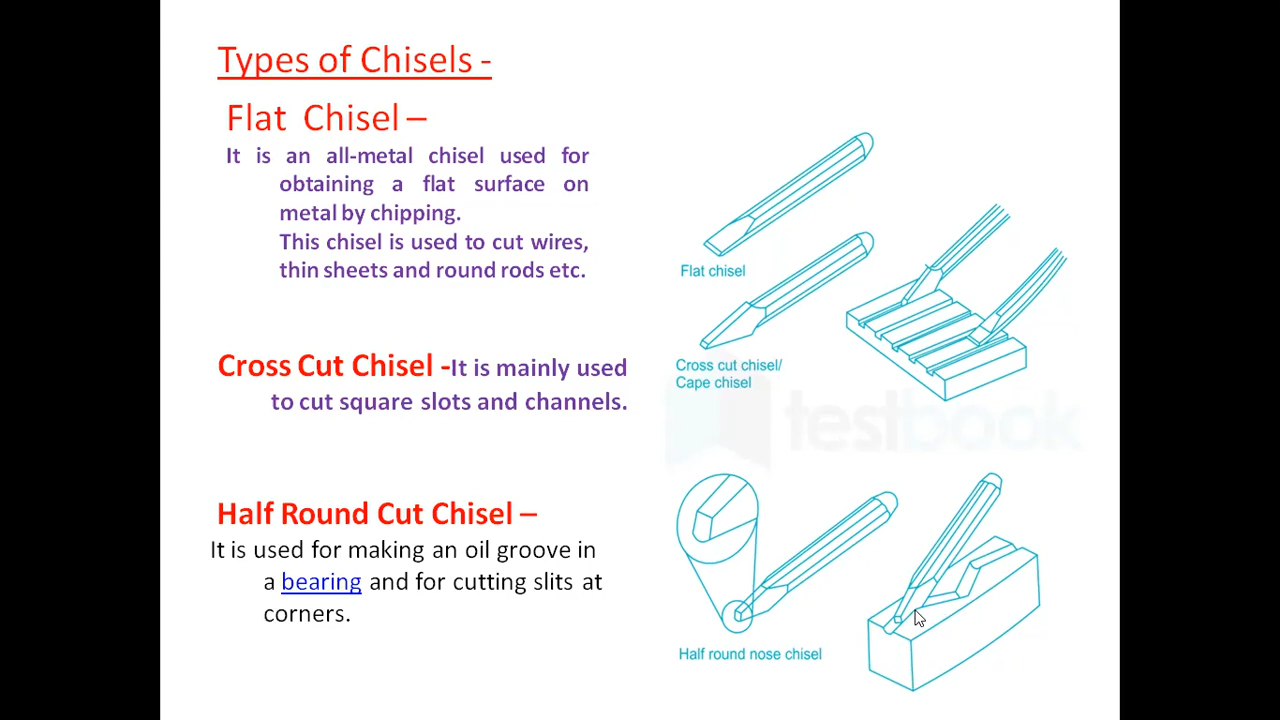 Types of Chisels -
Flat Chisel –
It is an all-metal chisel used for
obtaining a flat surface on
metal by chipping.
This chisel is used to cut wires,
thin sheets and round rods etc.
Flat chisel
Cross Cut Chisel -It is mainly used
to cut square slots and channels.
Cross cut chisel/
Cape chisel
testbook
Half Round Cut Chisel –
It is used for making an oil groove in
a bearing and for cutting slits at
corners.
Half round nose chisel